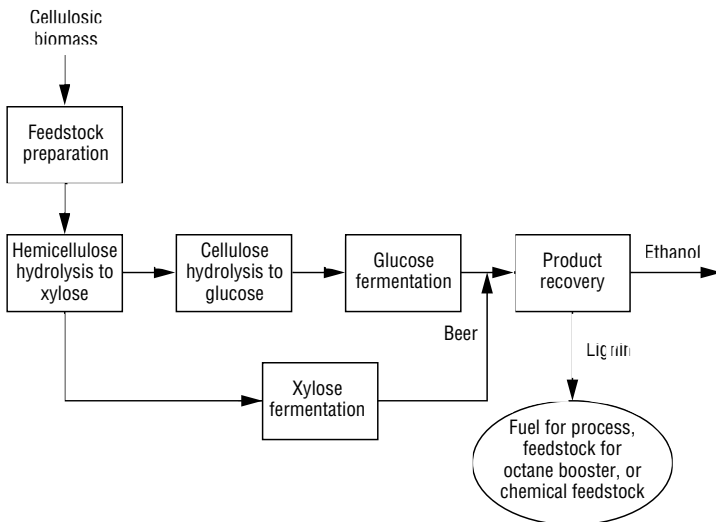 Cellulosic
biomass
Feedstock
preparation
Hemicellulose
hydrolysis to
xylose
Cellulose
hydrolysis to
glucose
Glucose
fermentation
Product
recovery
Ethanol
Beer
Lignin
Xylose
fermentation
Fuel for process,
feedstock for
octane booster, or
chemical feedstock